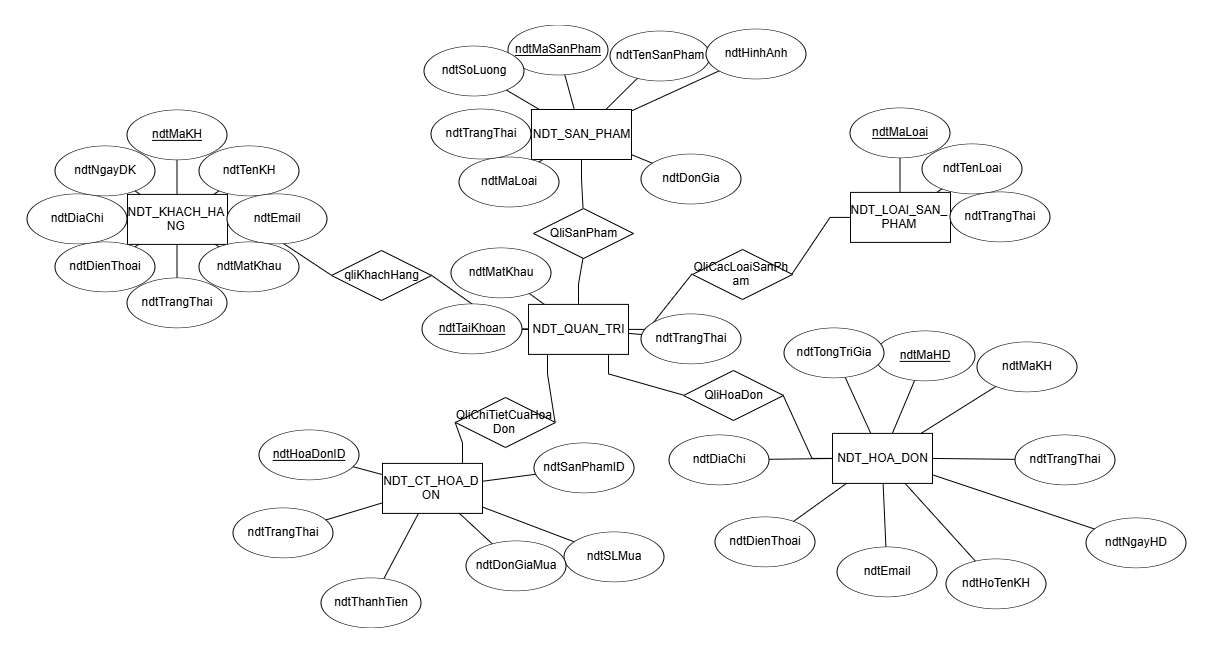 ndtMaSanPham
ndtTenSanPham
ndtHinhAnh
ndtSoLuong
ndtTrangThai
NDT_SAN_PHAM
ndtMaLoai
ndtDonGia
ndtMaKH
ndtNgayDK
ndtTenKH
ndtDiaChi
NDT_KHACH_HA
NG
ndtEmail
ndtDienThoai
ndtMatKhau
ndtTrangThai
ndtMaLoai
ndtTenLoai
NDT_LOAI_SAN_
PHAM
ndtTrangThai
QliSanPham
qliKhachHang
ndtMatKhau
QliCacLoaiSanPh
am
ndtTaiKhoan
NDT_QUAN_TRI
ndtTrangThai
ndtTongTriGia
ndtMaHD
ndtMaKH
QliHoaDon
QliChiTietCuaHoa
Don
ndtDiaChi
NDT_HOA_DON
ndtTrangThai
ndtHoaDonID
ndtSanPhamID
NDT_CT_HOA_D
ON
ndtTrangThai
ndtDonGiaMua
ndtSLMua
ndtThanhTien
ndtDienThoai
ndtEmail
ndtHoTenKH
ndtNgayHD